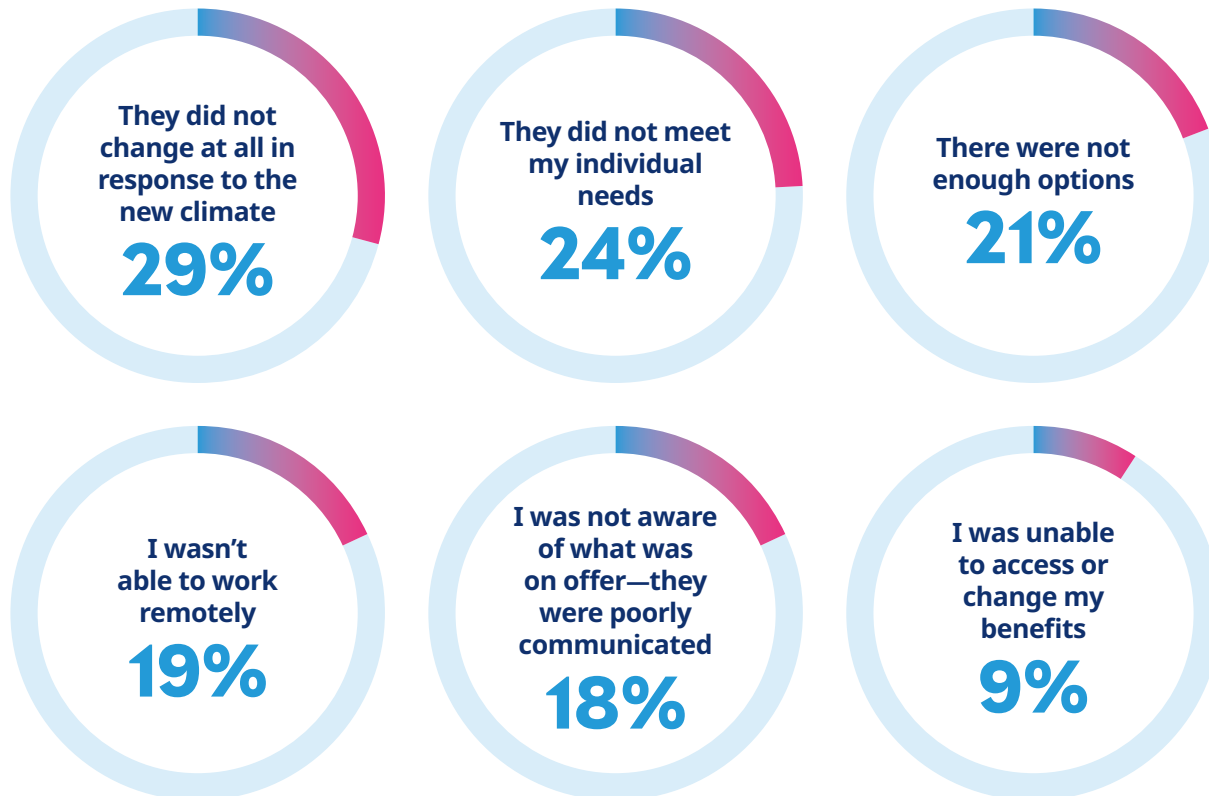 They did not
change at all in
response to the
new climate
29%
They did not meet
my individual
needs
24%
There were not
enough options
21%
I wasn’t
able to work
remotely
19%
I was not aware
of what was
on offer—they
were poorly
communicated
18%
I was unable
to access or
change my
benefits
9%